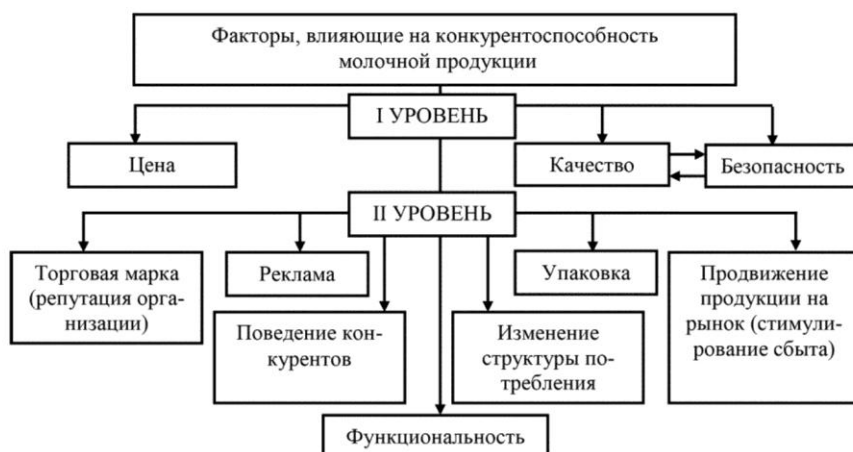 Факторы, влияющие на конкурентоспособность
молочной продукции
I УРОВЕНЬ
Цена
Качество
Безопасность
II УРОВЕНЬ
Торговая марка
(репутация орга-
низации)
Реклама
Упаковка
Продвижение
продукции на
рынок (стимули-
рование сбыта)
Поведение кон-
курентов
Изменение
структуры по-
требления
Функциональность